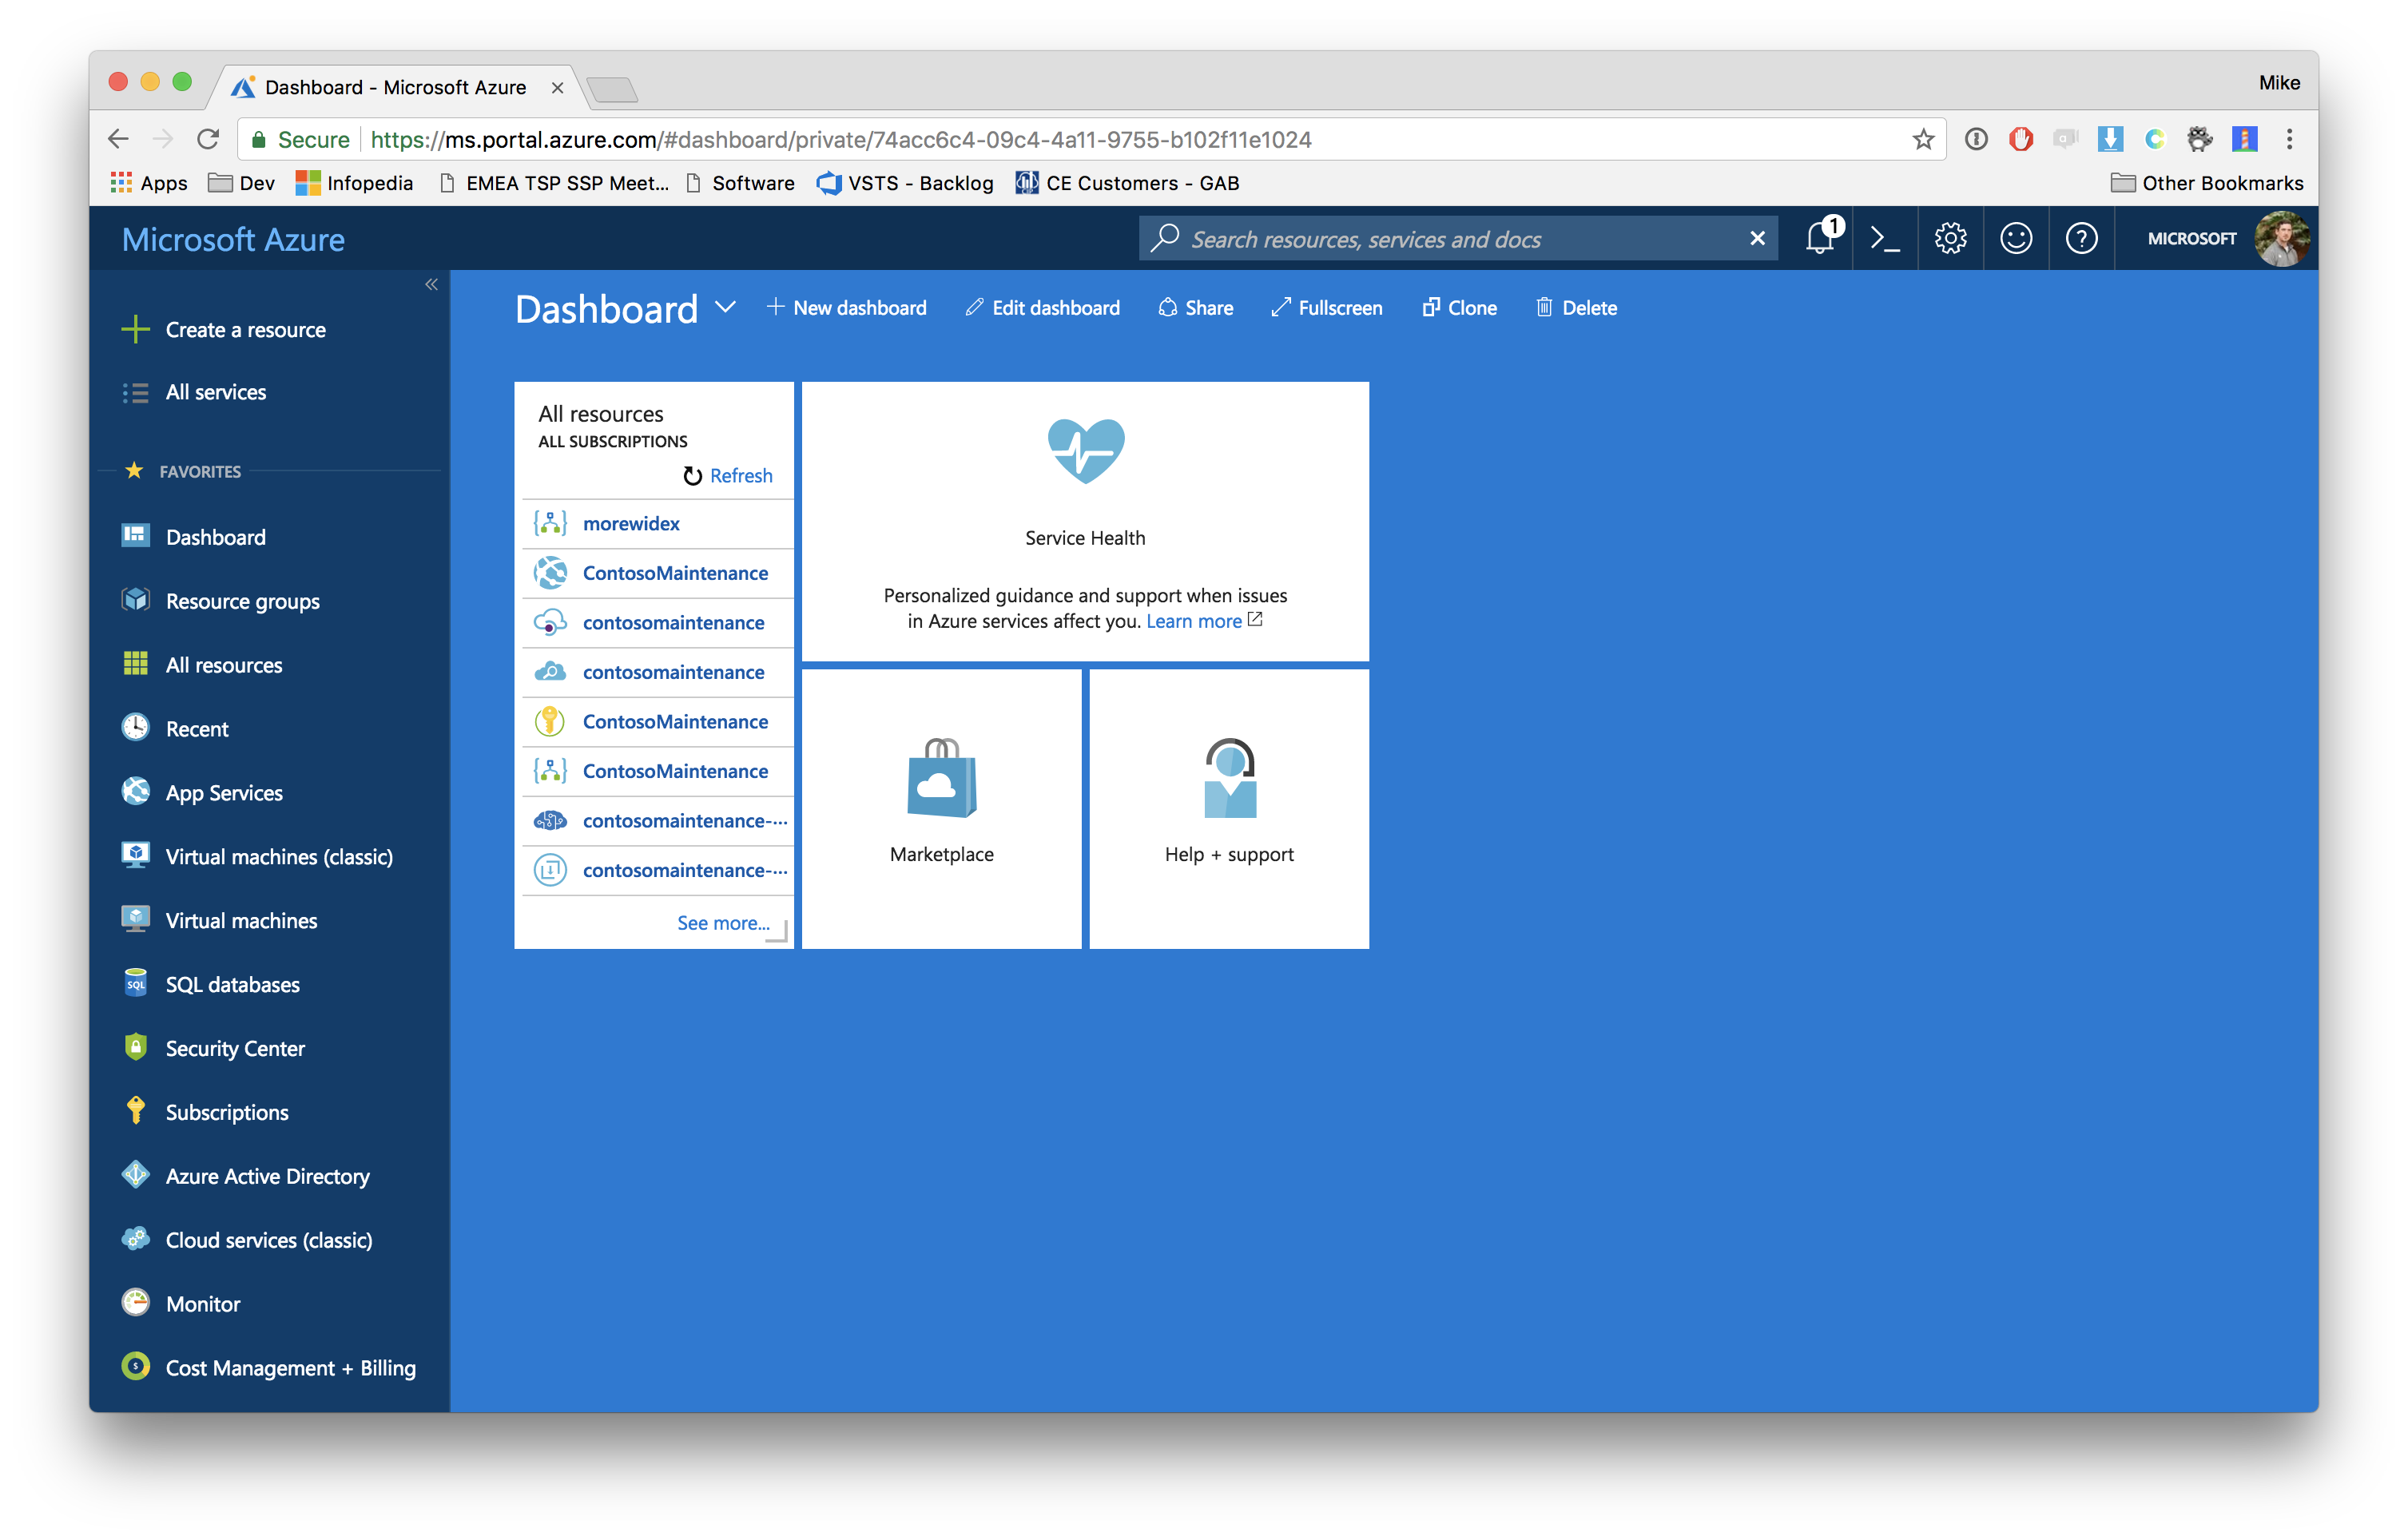 Dashboard - Microsoft Azure
Mike
Secure https://ms.portal.azure.com/#dashboard/private/74acc6c4-09c4-4a11-9755-b102f11e1024
Apps Dev Infopedia EMEA TSP SSP Meet... Software VSTS - Backlog CE Customers - GAB Other Bookmarks
Microsoft Azure
Search resources, services and docs
1
MICROSOFT
Create a resource
All services
FAVORITES
Dashboard
Resource groups
All resources
Recent
App Services
Virtual machines (classic)
Virtual machines
SQL
SQL databases
Security Center
Subscriptions
Azure Active Directory
Cloud services (classic)
Monitor
Cost Management + Billing
Dashboard New dashboard Edit dashboard Share Fullscreen Clone Delete
All resources
ALL SUBSCRIPTIONS
Refresh
morewidex
ContosoMaintenance
contosomaintenance
contosomaintenance
ContosoMaintenance
ContosoMaintenance
contosomaintenance-...
contosomaintenance-...
See more...
Service Health
Personalized guidance and support when issues
in Azure services affect you. Learn more
Marketplace
Help + support